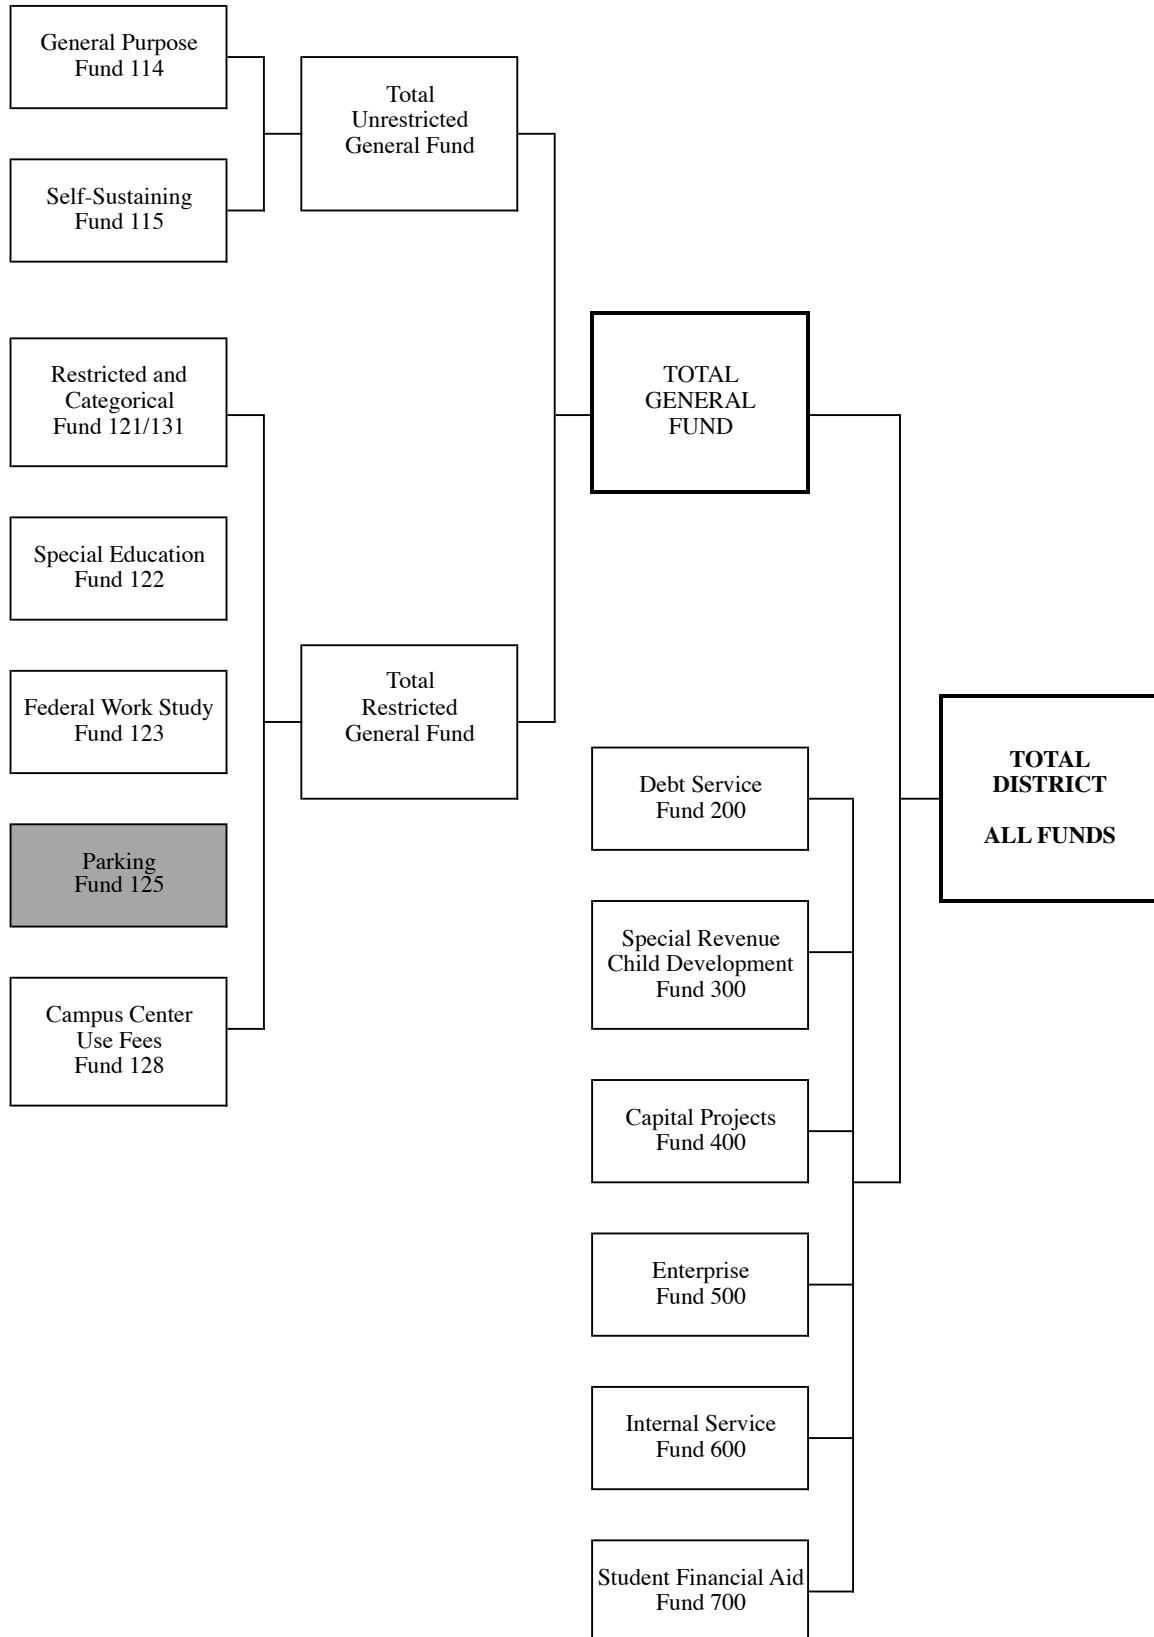 General Purpose
Fund 114
Self-Sustaining
Fund 115
Restricted and
Categorical
Fund 121/131
Special Education
Fund 122
Federal Work Study
Fund 123
Parking
Fund 125
Campus Center
Use Fees
Fund 128
Total
Unrestricted
General Fund
Total
Restricted
General Fund
TOTAL
GENERAL
FUND
Debt Service
Fund 200
Special Revenue
Child Development
Fund 300
Capital Projects
Fund 400
Enterprise
Fund 500
Internal Service
Fund 600
Student Financial Aid
Fund 700
TOTAL
DISTRICT
ALL FUNDS